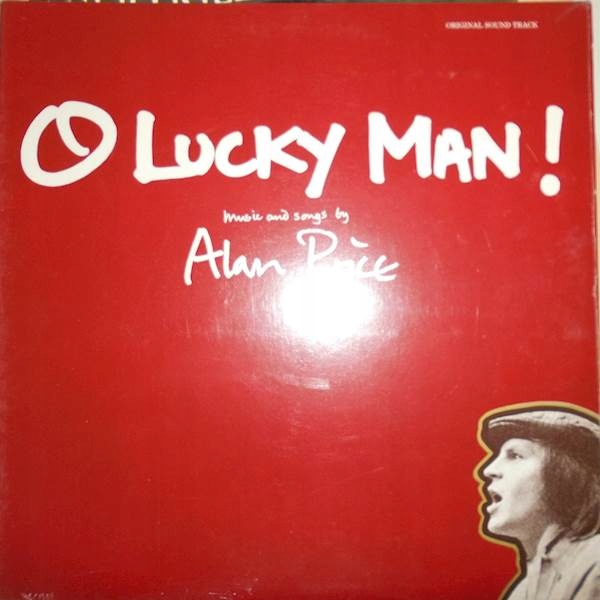 ORIGINAL SOUND TRACK
O LUCKY MAN!
music and songs by
Alan Price